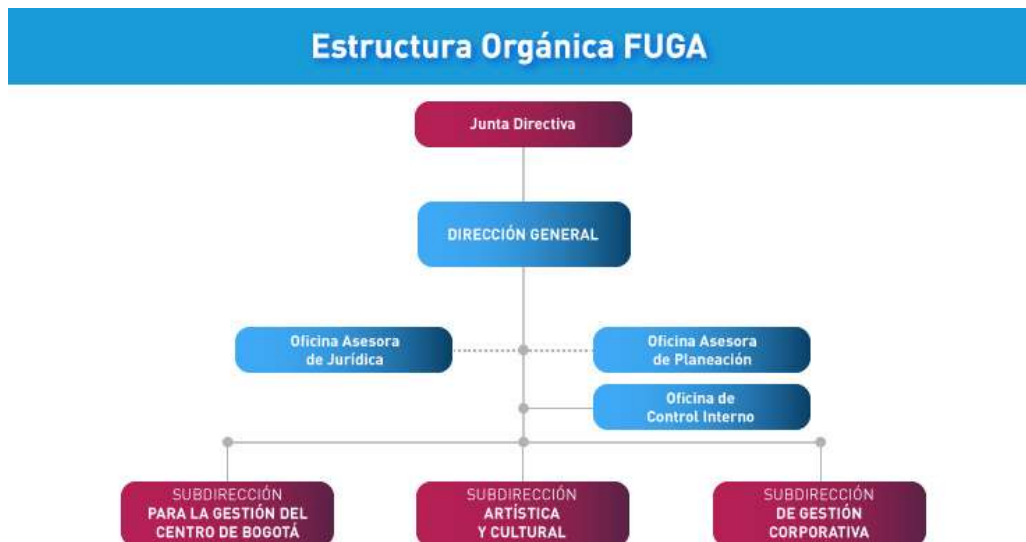 Estructura Orgánica FUGA
Junta Directiva
DIRECCIÓN GENERAL
Oficina Asesora
de Jurídica
Oficina Asesora
de Planeación
Oficina de
Control Interno
SUBDIRECCIÓN
PARA LA GESTIÓN DEL
CENTRO DE BOGOTÁ
SUBDIRECCIÓN
ARTÍSTICA
Y CULTURAL
SUBDIRECCIÓN
DE GESTIÓN
CORPORATIVA